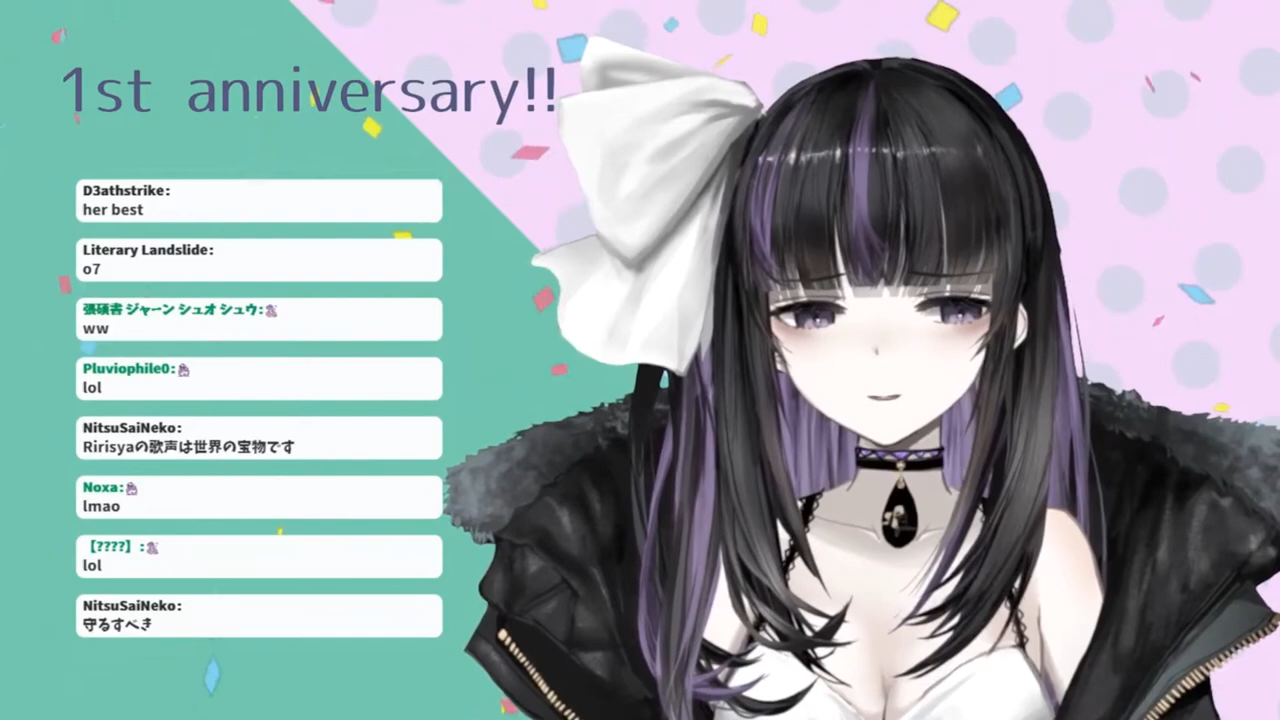 1st anniversary!!
D3athstrike:
her best
Literary Landslide:
o7
張碩書 ジャーン シュオ シュウ:
ww
Pluviophile0:
lol
NitsuSaiNeko:
Ririsyaの歌声は世界の宝物です
Noxa:
lmao
【????】:
lol
NitsuSaiNeko:
守るすべき